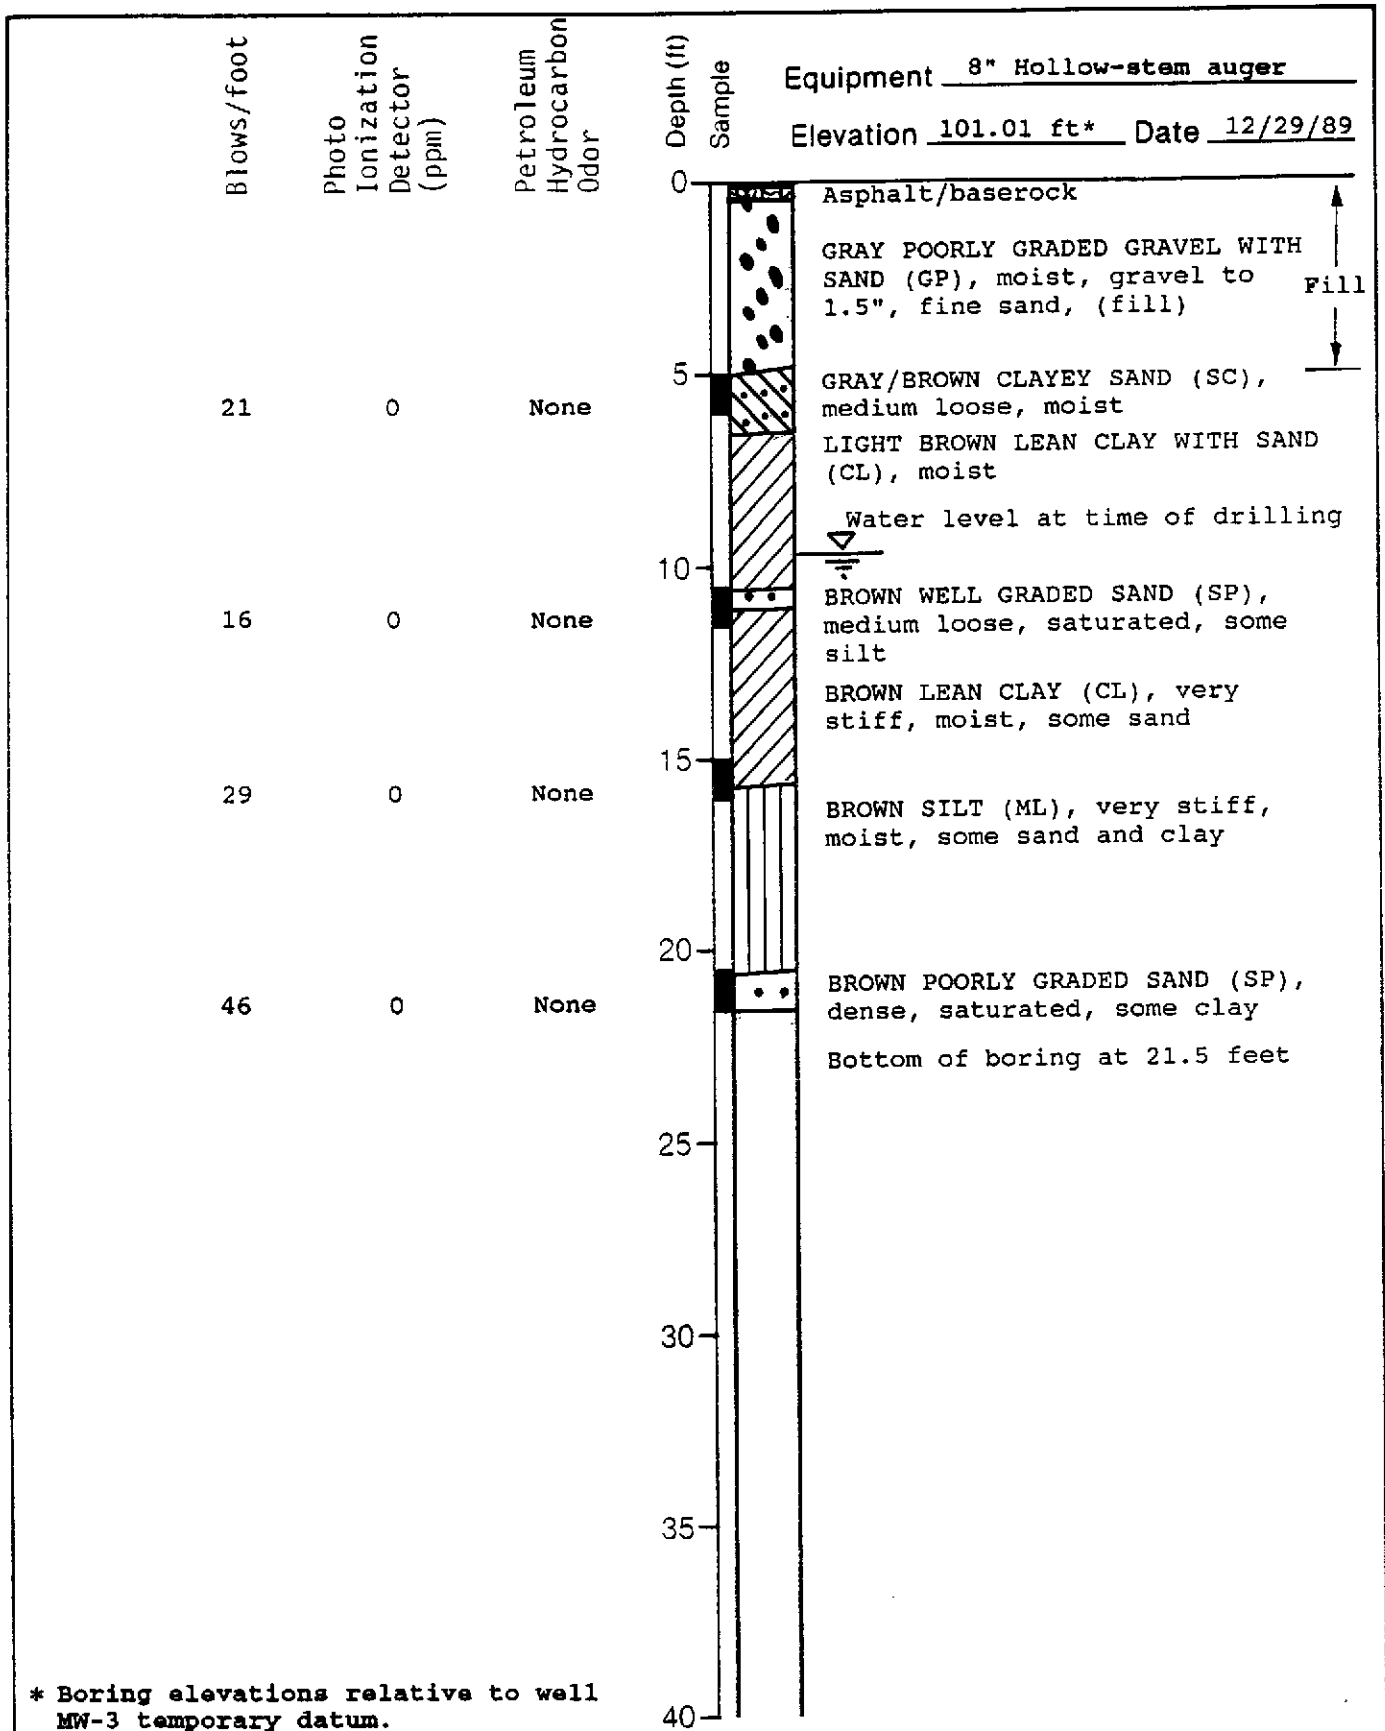 Blows/foot
Photo
Ionization
Detector
(ppm)
Petroleum
Hydrocarbon
Odor
Depth (ft)
Sample
Equipment 8" Hollow-stem auger
Elevation 101.01 ft* Date 12/29/89
0
Asphalt/baserock
GRAY POORLY GRADED GRAVEL WITH
SAND (GP), moist, gravel to
1.5", fine sand, (fill)
Fill
5
GRAY/BROWN CLAYEY SAND (SC),
medium loose, moist
21 0 None
LIGHT BROWN LEAN CLAY WITH SAND
(CL), moist
Water level at time of drilling
10
BROWN WELL GRADED SAND (SP),
medium loose, saturated, some
silt
16 0 None
BROWN LEAN CLAY (CL), very
stiff, moist, some sand
15
29 0 None
BROWN SILT (ML), very stiff,
moist, some sand and clay
20
BROWN POORLY GRADED SAND (SP),
dense, saturated, some clay
46 0 None
Bottom of boring at 21.5 feet
25
30
35
40
* Boring elevations relative to well
MW-3 temporary datum.